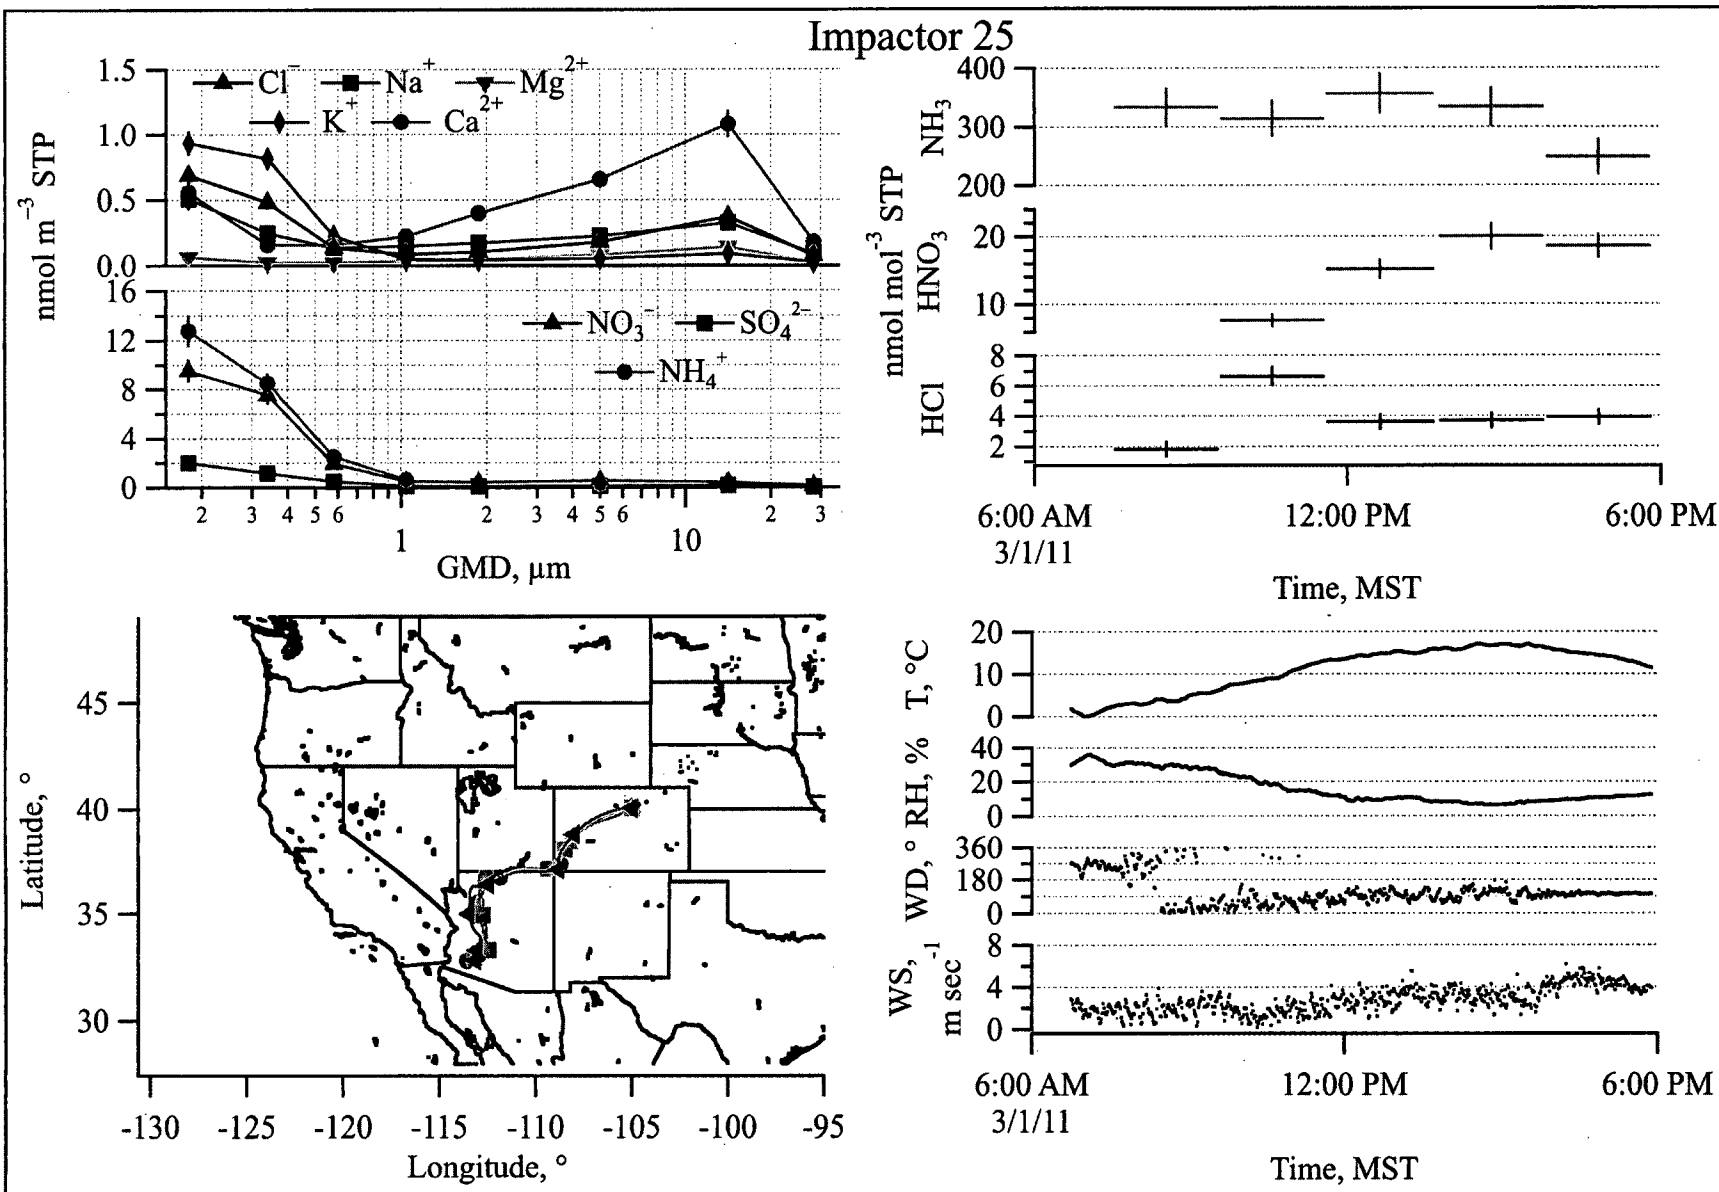 Impactor 25
Cl⁻ Na⁺ Mg²⁺
K⁺ Ca²⁺
1.5
1.0
0.5
0.0
nmol m⁻³ STP
16
12
8
4
0
NO₃⁻ SO₄²⁻
NH₄⁺
2 3 4 5 6 2 3 4 5 6 2 3
1 10
GMD, µm
400
300
200
NH₃
nmol mol⁻³ STP
20
10
HNO₃
8
6
4
2
HCl
6:00 AM 12:00 PM 6:00 PM
3/1/11
Time, MST
45
40
35
30
Latitude, °
-130 -125 -120 -115 -110 -105 -100 -95
Longitude, °
20
10
0
T, °C
40
20
0
RH, %
360
180
0
WD, °
8
4
0
WS,
m sec⁻¹
6:00 AM 12:00 PM 6:00 PM
3/1/11
Time, MST